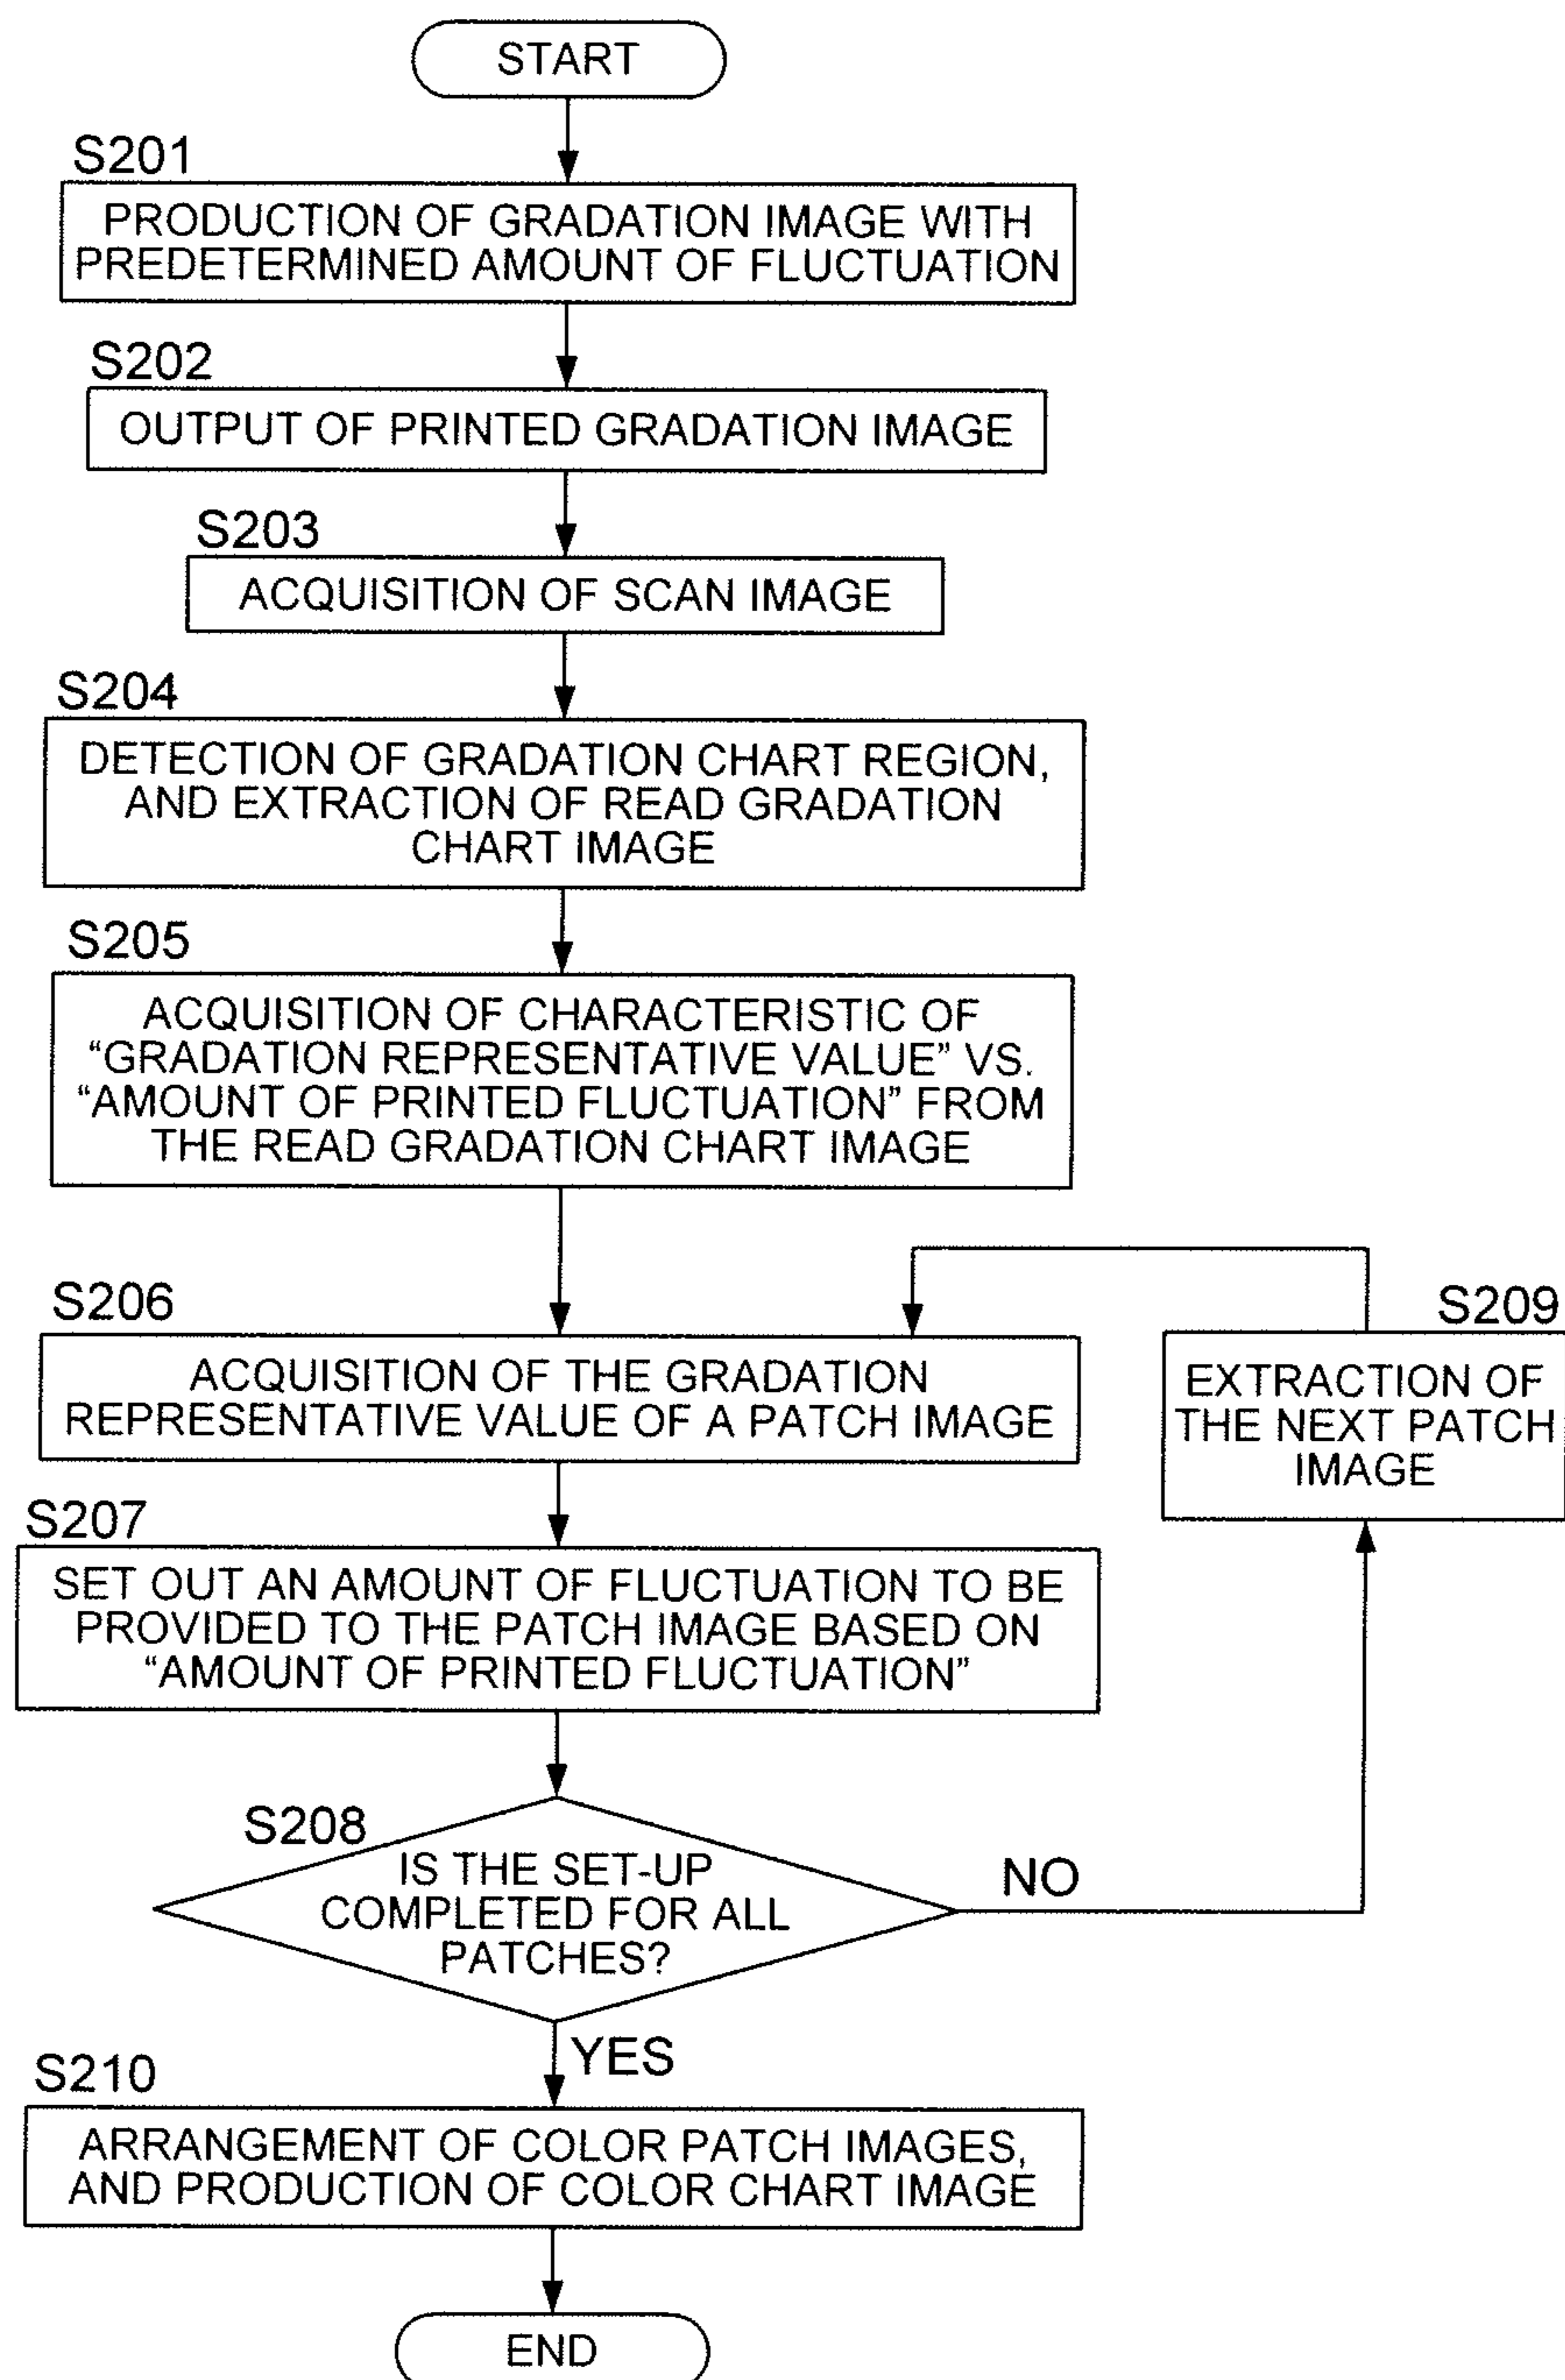 START
S201
PRODUCTION OF GRADATION IMAGE WITH
PREDETERMINED AMOUNT OF FLUCTUATION
S202
OUTPUT OF PRINTED GRADATION IMAGE
S203
ACQUISITION OF SCAN IMAGE
S204
DETECTION OF GRADATION CHART REGION,
AND EXTRACTION OF READ GRADATION
CHART IMAGE
S205
ACQUISITION OF CHARACTERISTIC OF
“GRADATION REPRESENTATIVE VALUE” VS.
“AMOUNT OF PRINTED FLUCTUATION” FROM
THE READ GRADATION CHART IMAGE
S206
ACQUISITION OF THE GRADATION
REPRESENTATIVE VALUE OF A PATCH IMAGE
S209
EXTRACTION OF
THE NEXT PATCH
IMAGE
S207
SET OUT AN AMOUNT OF FLUCTUATION TO BE
PROVIDED TO THE PATCH IMAGE BASED ON
“AMOUNT OF PRINTED FLUCTUATION”
S208
IS THE SET-UP
COMPLETED FOR ALL
PATCHES?
NO
YES
S210
ARRANGEMENT OF COLOR PATCH IMAGES,
AND PRODUCTION OF COLOR CHART IMAGE
END